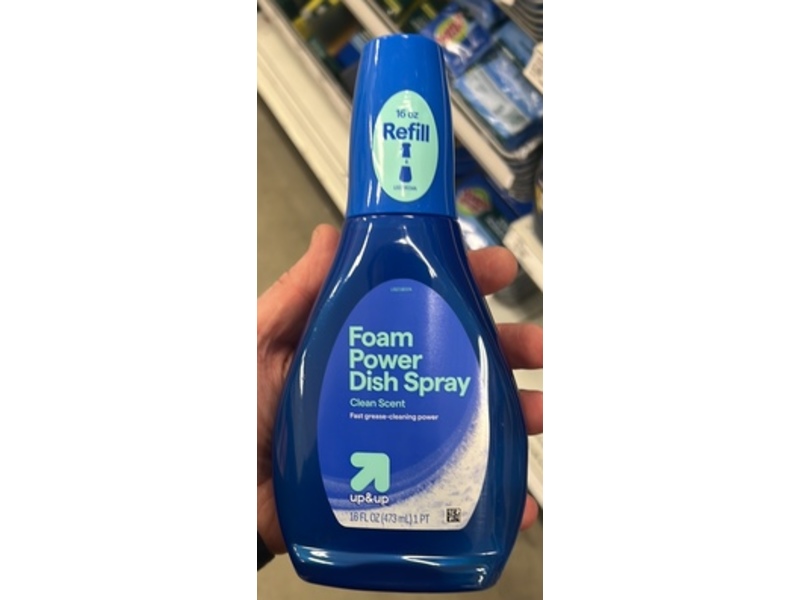 16 oz
Refill
Foam
Power
Dish Spray
Clean Scent
Fast grease-cleaning power
up&up
16 FL OZ (473 mL) 1 PT